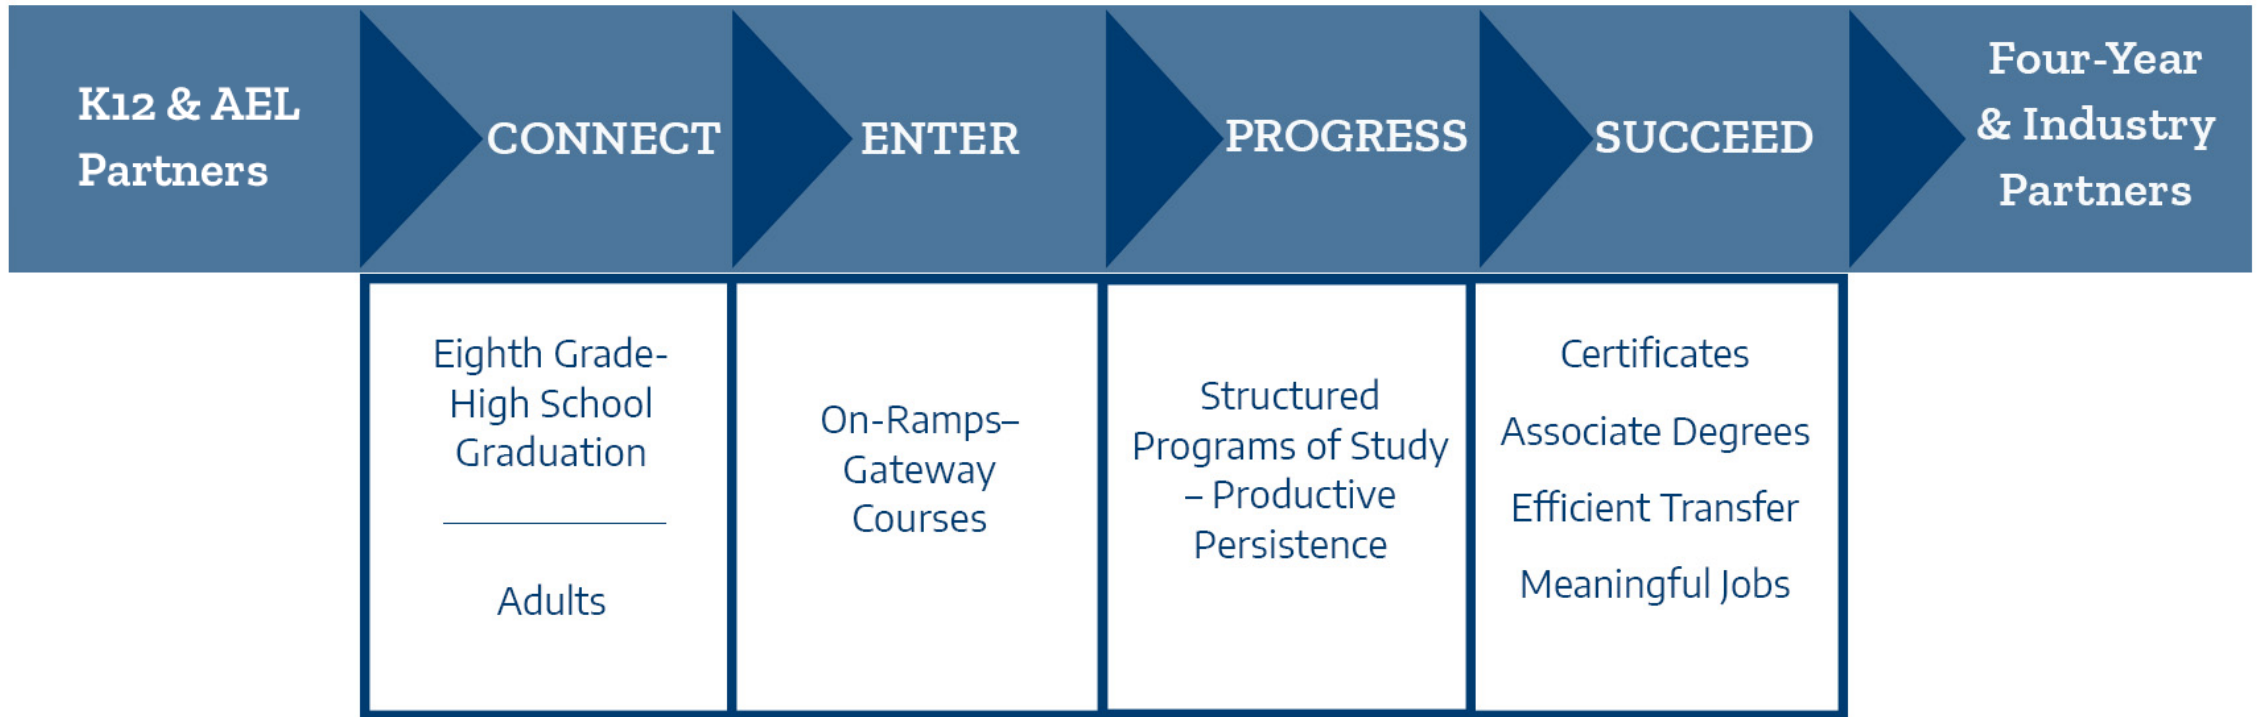 K12 & AEL
Partners
CONNECT
ENTER
PROGRESS
SUCCEED
Four-Year
& Industry
Partners
Eighth Grade-
High School
Graduation
Adults
On-Ramps–
Gateway
Courses
Structured
Programs of Study
– Productive
Persistence
Certificates
Associate Degrees
Efficient Transfer
Meaningful Jobs